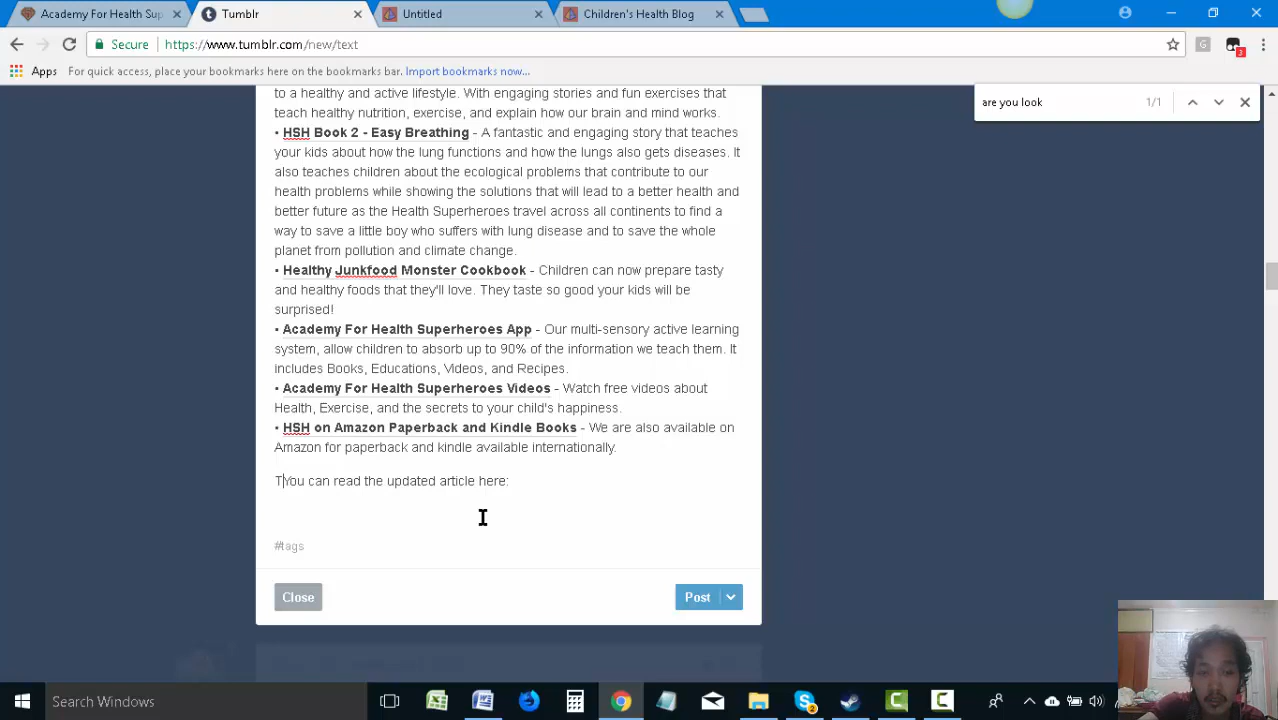 Academy For Health Sup
Tumblr
Untitled
Children's Health Blog
Secure
https://www.tumblr.com/new/text
G
3
Apps
For quick access, place your bookmarks here on the bookmarks bar. Import bookmarks now...
are you look
1/1
to a healthy and active lifestyle. With engaging stories and fun exercises that
teach healthy nutrition, exercise, and explain how our brain and mind works.
• HSH Book 2 - Easy Breathing - A fantastic and engaging story that teaches
your kids about how the lung functions and how the lungs also gets diseases. It
also teaches children about the ecological problems that contribute to our
health problems while showing the solutions that will lead to a better health and
better future as the Health Superheroes travel across all continents to find a
way to save a little boy who suffers with lung disease and to save the whole
planet from pollution and climate change.
• Healthy Junkfood Monster Cookbook - Children can now prepare tasty
and healthy foods that they'll love. They taste so good your kids will be
surprised!
• Academy For Health Superheroes App - Our multi-sensory active learning
system, allow children to absorb up to 90% of the information we teach them. It
includes Books, Educations, Videos, and Recipes.
• Academy For Health Superheroes Videos - Watch free videos about
Health, Exercise, and the secrets to your child's happiness.
• HSH on Amazon Paperback and Kindle Books - We are also available on
Amazon for paperback and kindle available internationally.
TYou can read the updated article here:
#tags
Close
Post
Search Windows
2